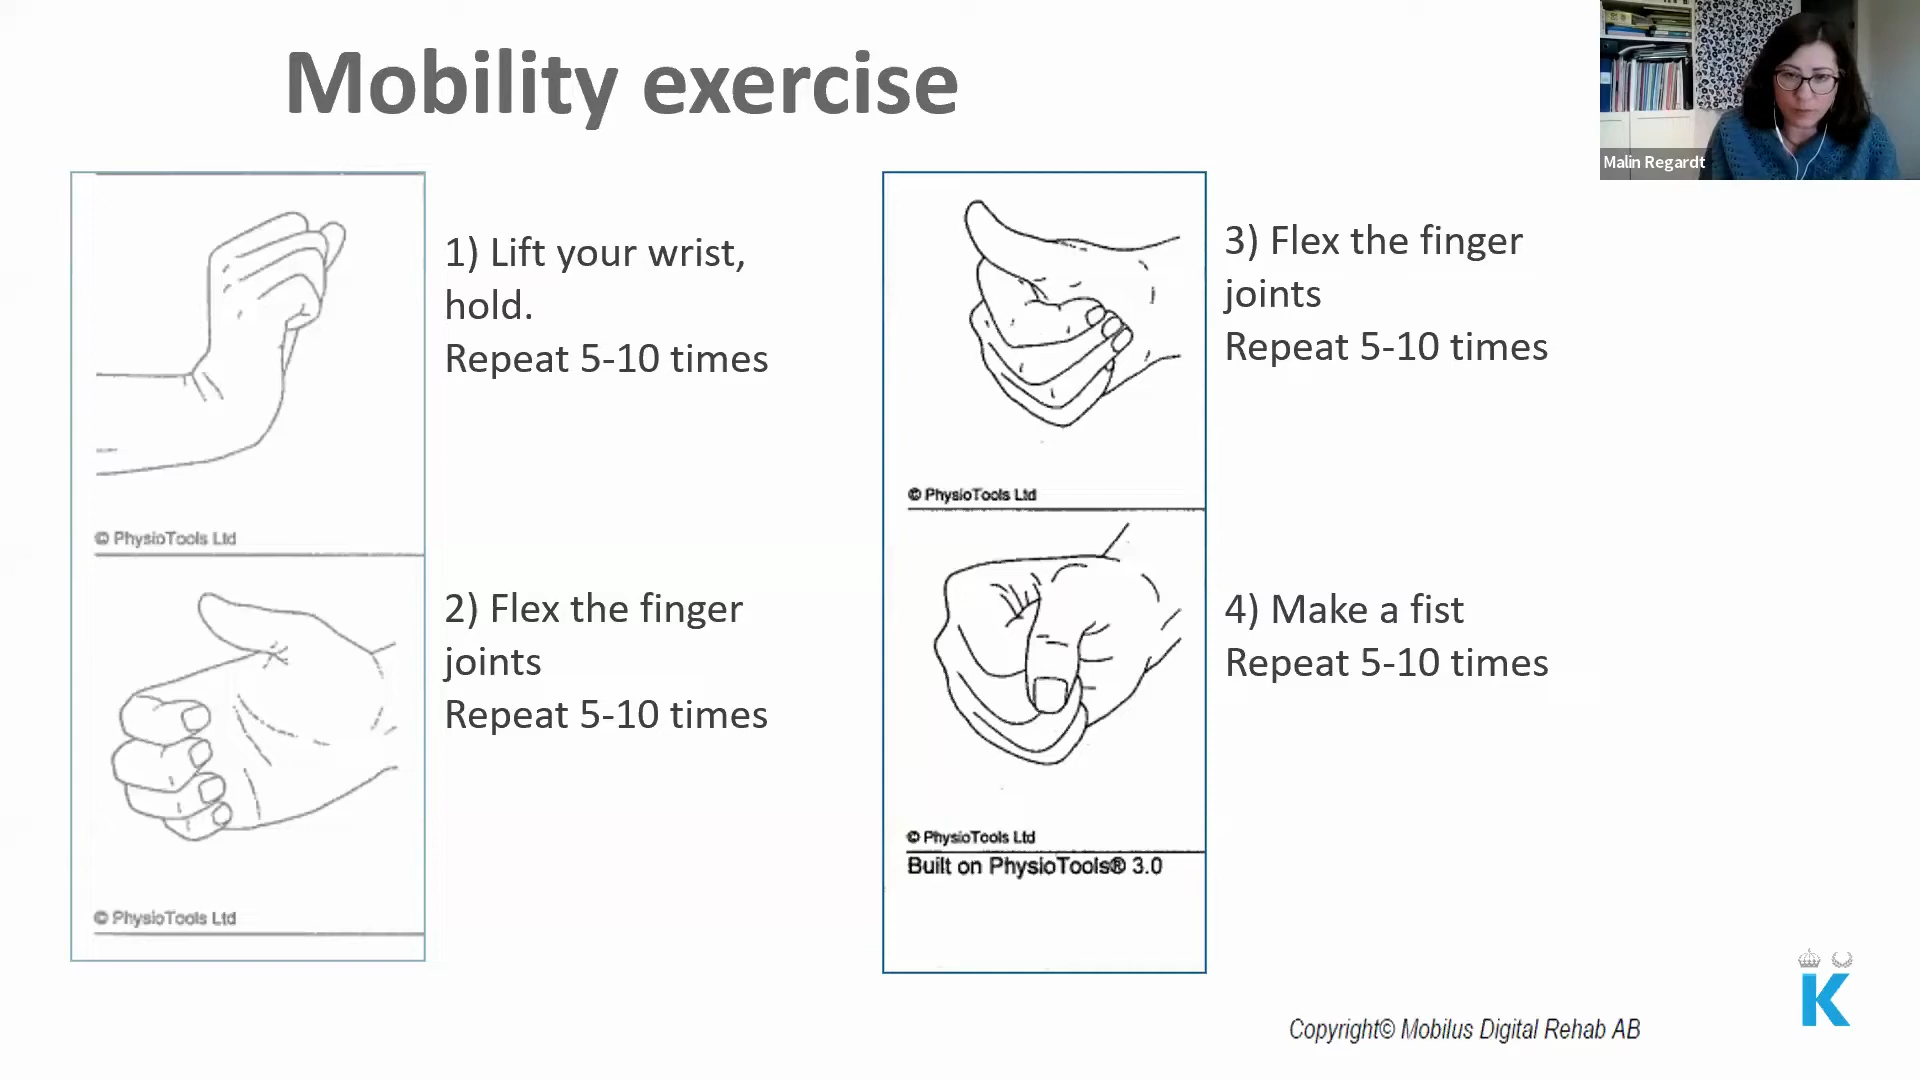 Mobility exercise
Malin Regardt
1) Lift your wrist,
hold.
Repeat 5-10 times
© PhysioTools Ltd
2) Flex the finger
joints
Repeat 5-10 times
© PhysioTools Ltd
3) Flex the finger
joints
Repeat 5-10 times
© PhysioTools Ltd
4) Make a fist
Repeat 5-10 times
© PhysioTools Ltd
Built on PhysioTools® 3.0
K
Copyright© Mobilus Digital Rehab AB